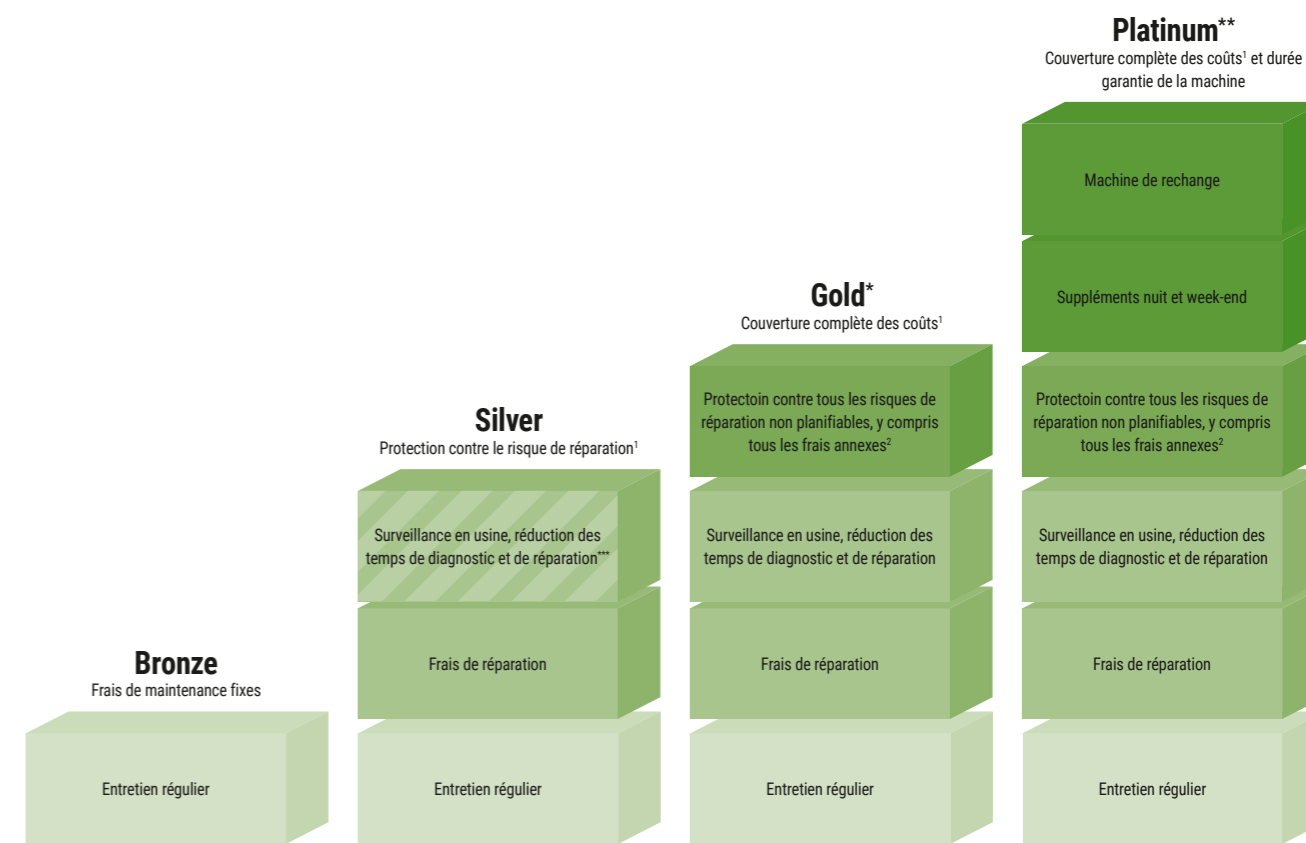 Platinum**
Couverture complète des coûts¹ et durée
garantie de la machine
Machine de rechange
Suppléments nuit et week-end
Gold*
Couverture complète des coûts¹
Protectoin contre tous les risques de
réparation non planifiables, y compris
tous les frais annexes²
Protectoin contre tous les risques de
réparation non planifiables, y compris
tous les frais annexes²
Silver
Protection contre le risque de réparation¹
Surveillance en usine, réduction des
temps de diagnostic et de réparation***
Surveillance en usine, réduction des
temps de diagnostic et de réparation
Surveillance en usine, réduction des
temps de diagnostic et de réparation
Bronze
Frais de maintenance fixes
Frais de réparation
Frais de réparation
Frais de réparation
Entretien régulier
Entretien régulier
Entretien régulier
Entretien régulier